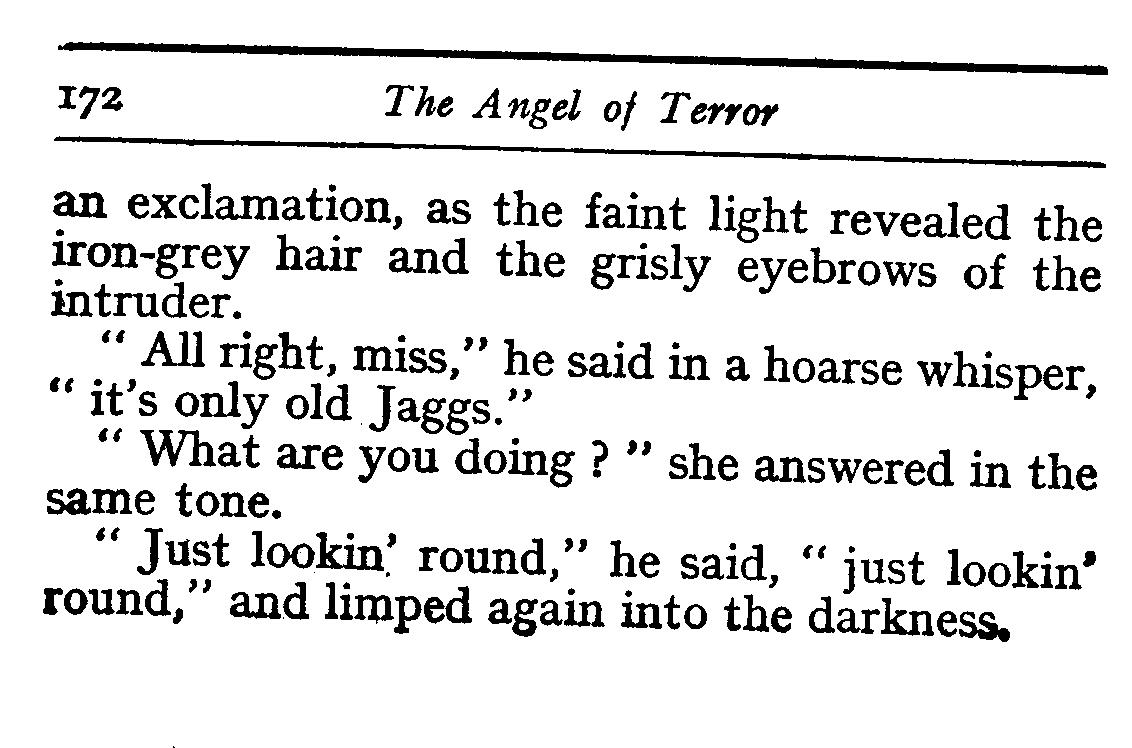 172 The Angel of Terror
an exclamation, as the faint light revealed the
iron-grey hair and the grisly eyebrows of the
intruder.
“ All right, miss,” he said in a hoarse whisper,
“ it’s only old Jaggs.”
“ What are you doing ? ” she answered in the
same tone.
“ Just lookin’ round,” he said, “ just lookin’
round,” and limped again into the darkness.